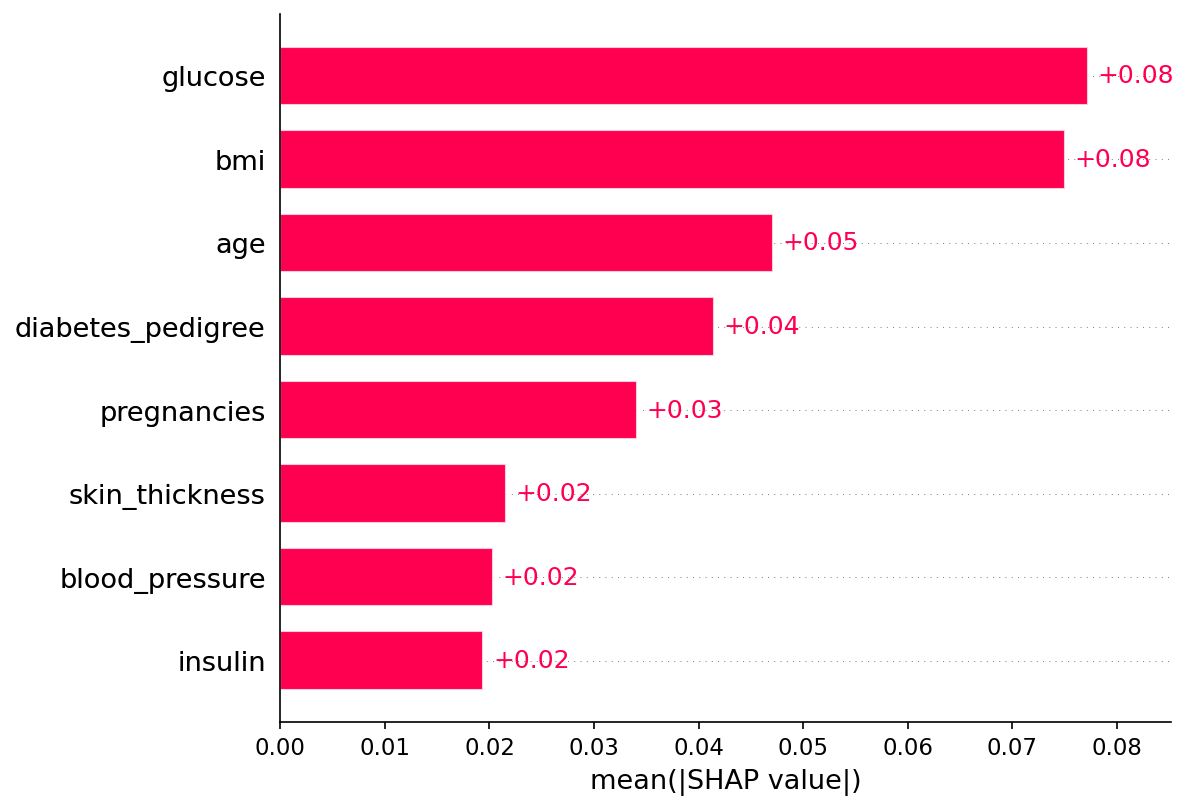 glucose +0.08
bmi +0.08
age +0.05
diabetes_pedigree +0.04
pregnancies +0.03
skin_thickness +0.02
blood_pressure +0.02
insulin +0.02
0.00 0.01 0.02 0.03 0.04 0.05 0.06 0.07 0.08
mean(|SHAP value|)